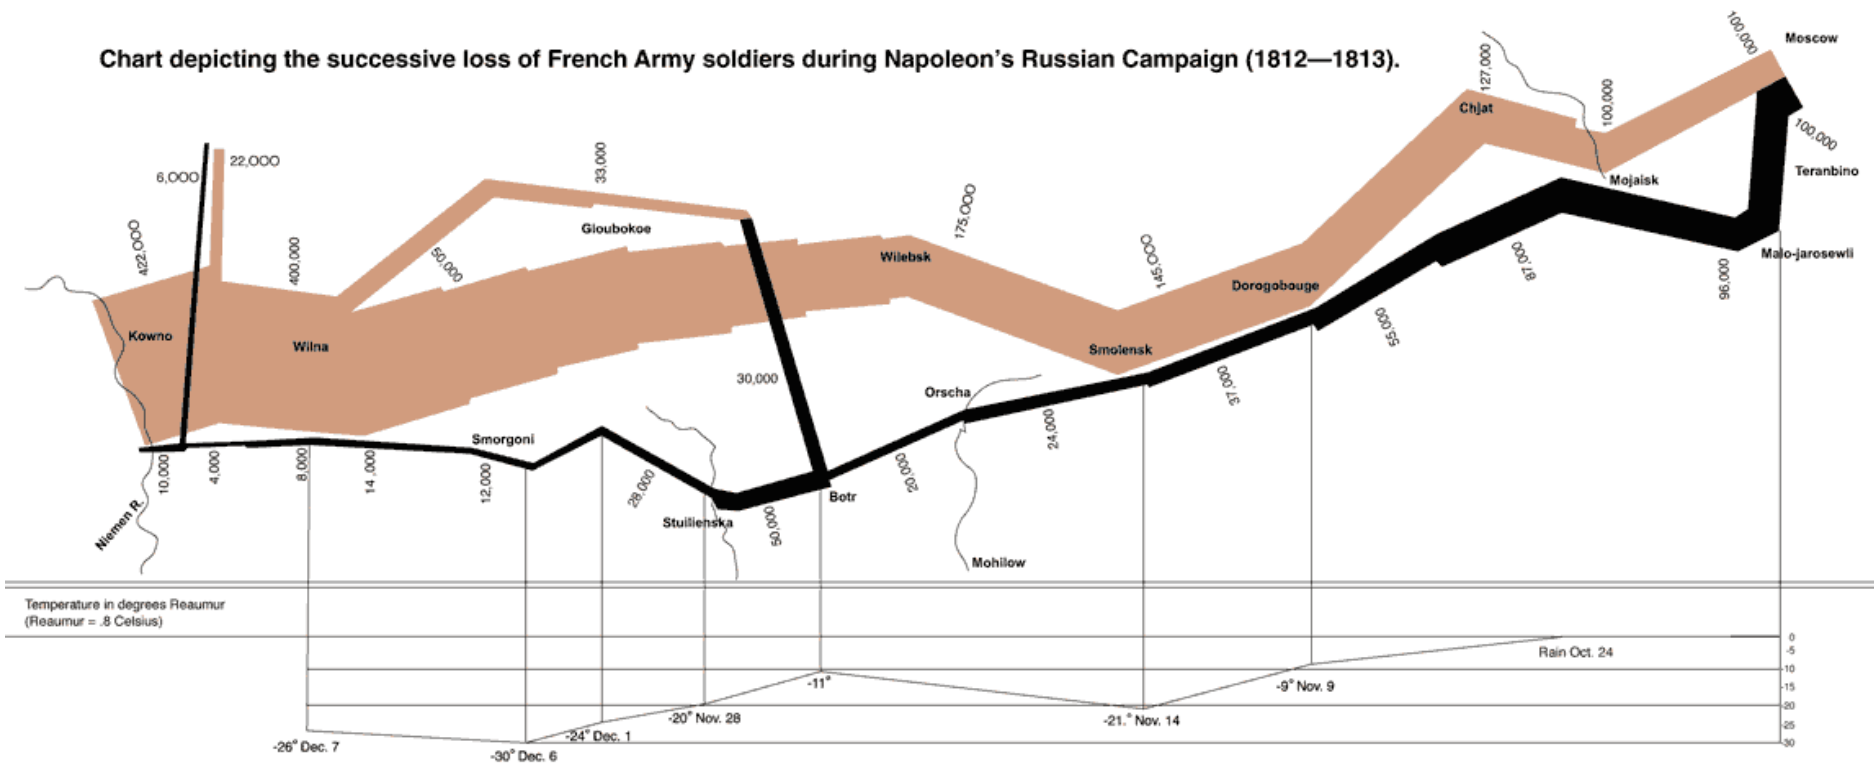 Chart depicting the successive loss of French Army soldiers during Napoleon's Russian Campaign (1812—1813).
100,000
Moscow
127,000
100,000
Chjat
100,000
Teranbino
Mojaisk
6,000
22,000
33,000
Gloubokoe
422,000
400,000
50,000
175,000
Wilebsk
145,000
Dorogobouge
87,000
Malo-jarosewli
96,000
Kowno
Wilna
55,000
Smolensk
30,000
Orscha
37,000
24,000
Smorgoni
10,000
4,000
8,000
14,000
12,000
28,000
20,000
Botr
Niemen R.
Stuilienska
50,000
Mohilow
Temperature in degrees Reaumur
(Reaumur = .8 Celsius)
0
-5
-10
-15
-20
-25
-30
Rain Oct. 24
-9° Nov. 9
-21.° Nov. 14
-11°
-20° Nov. 28
-24° Dec. 1
-30° Dec. 6
-26° Dec. 7